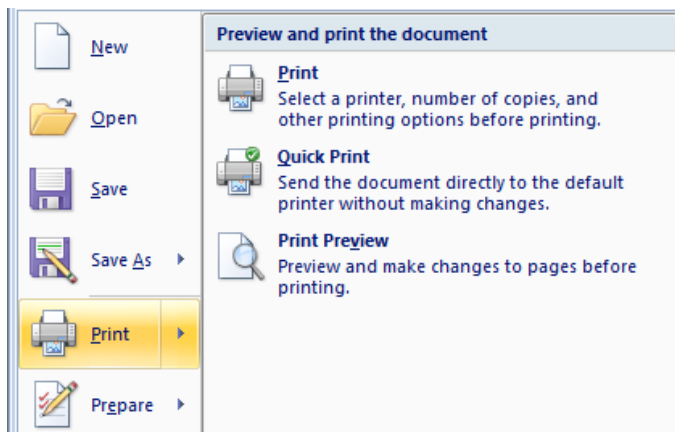 New
Open
Save
Save As
Print
Prepare
Preview and print the document
Print
Select a printer, number of copies, and
other printing options before printing.
Quick Print
Send the document directly to the default
printer without making changes.
Print Preview
Preview and make changes to pages before
printing.